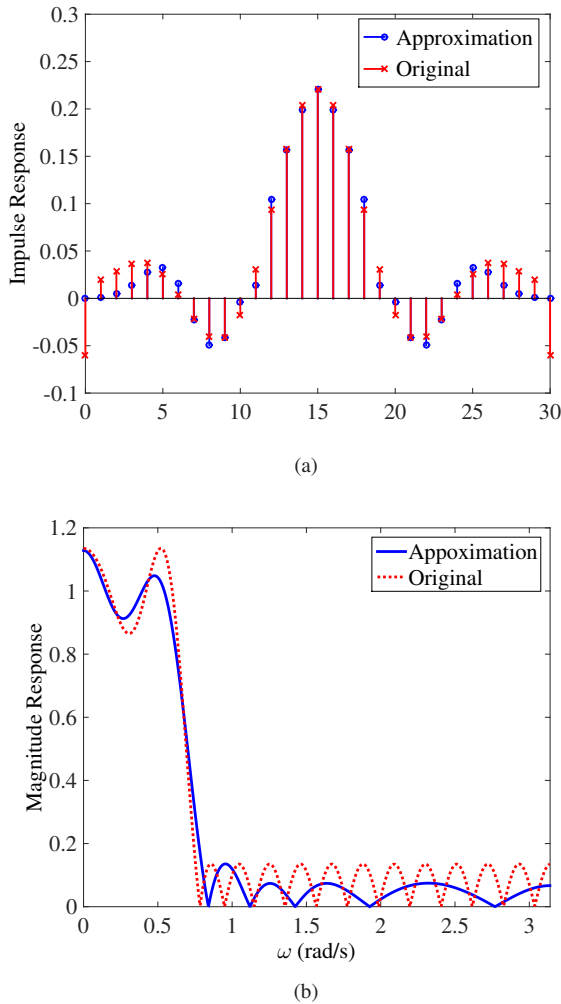 0.3
0.25
0.2
0.15
0.1
0.05
0
-0.05
-0.1
Impulse Response
Approximation
Original
0 5 10 15 20 25 30
(a)
1.2
1
0.8
0.6
0.4
0.2
0
Magnitude Response
Appoximation
Original
0 0.5 1 1.5 2 2.5 3
ω (rad/s)
(b)